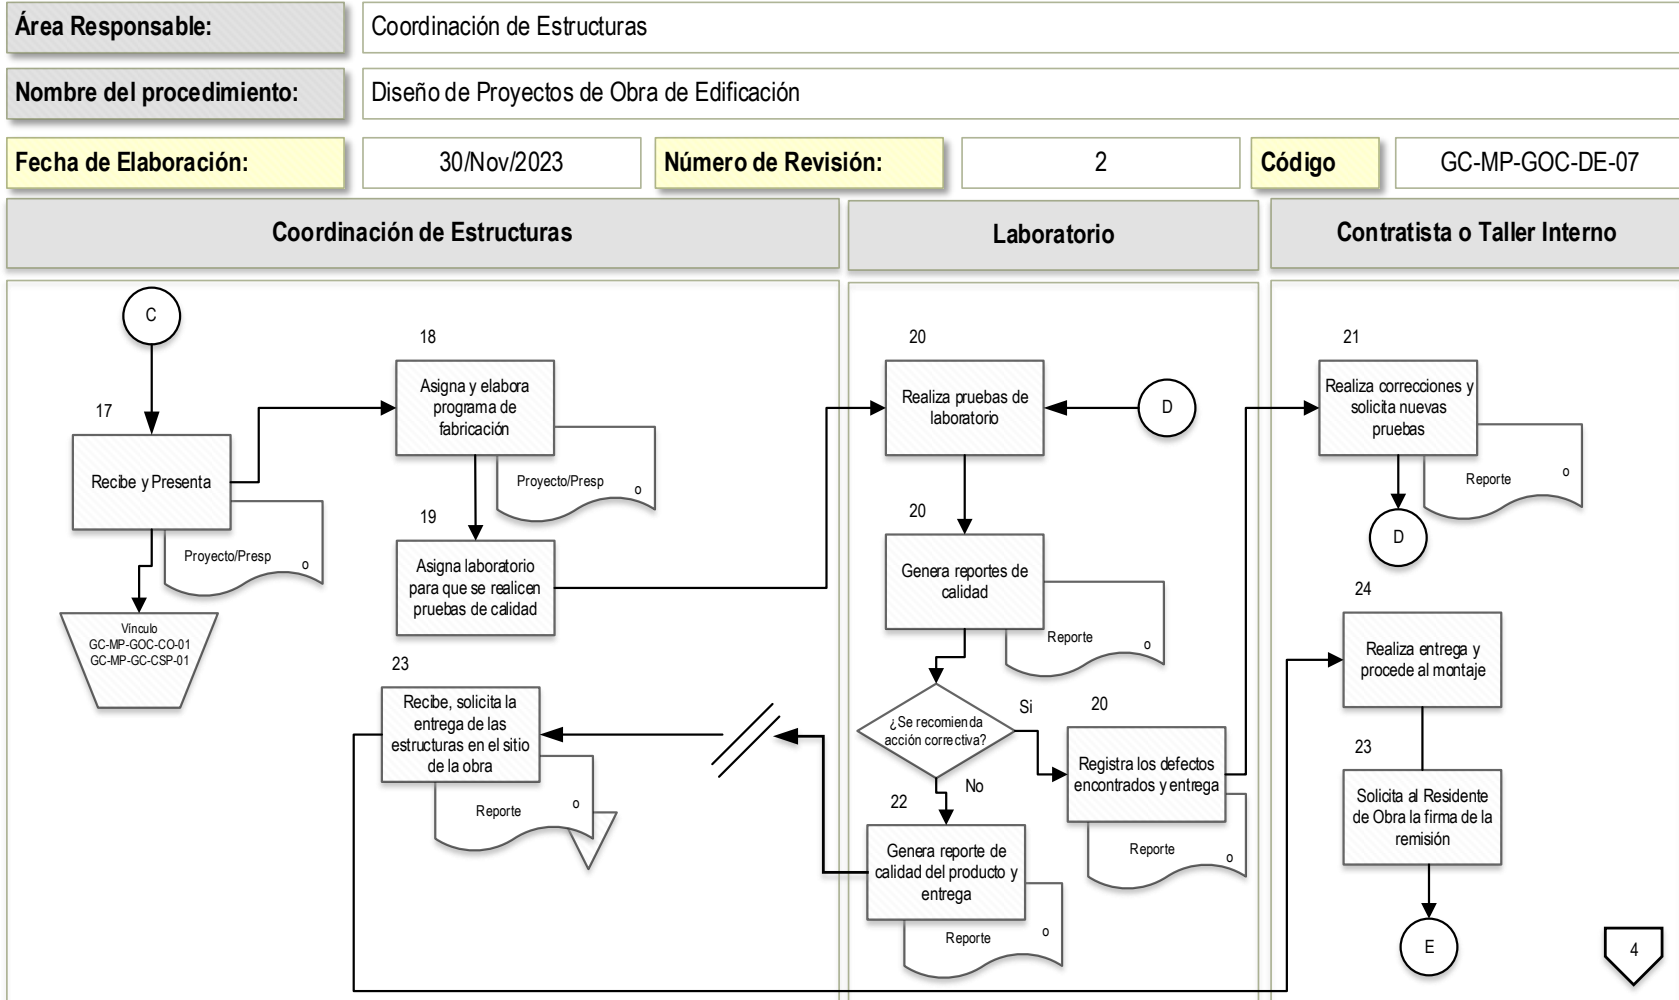 Área Responsable:
Coordinación de Estructuras
Nombre del procedimiento:
Diseño de Proyectos de Obra de Edificación
Fecha de Elaboración:
30/Nov/2023
Número de Revisión:
2
Código
GC-MP-GOC-DE-07
Coordinación de Estructuras
Laboratorio
Contratista o Taller Interno
C
17
Recibe y Presenta
Proyecto/Presp
o
Vínculo
GC-MP-GOC-CO-01
GC-MP-GC-CSP-01
18
Asigna y elabora
programa de
fabricación
Proyecto/Presp
o
19
Asigna laboratorio
para que se realicen
pruebas de calidad
23
Recibe, solicita la
entrega de las
estructuras en el sitio
de la obra
Reporte
o
20
Realiza pruebas de
laboratorio
D
20
Genera reportes de
calidad
Reporte
o
¿Se recomienda
acción correctiva?
Si
No
20
Registra los defectos
encontrados y entrega
Reporte
o
22
Genera reporte de
calidad del producto y
entrega
Reporte
o
21
Realiza correcciones y
solicita nuevas
pruebas
Reporte
o
D
24
Realiza entrega y
procede al montaje
23
Solicita al Residente
de Obra la firma de la
remisión
E
4